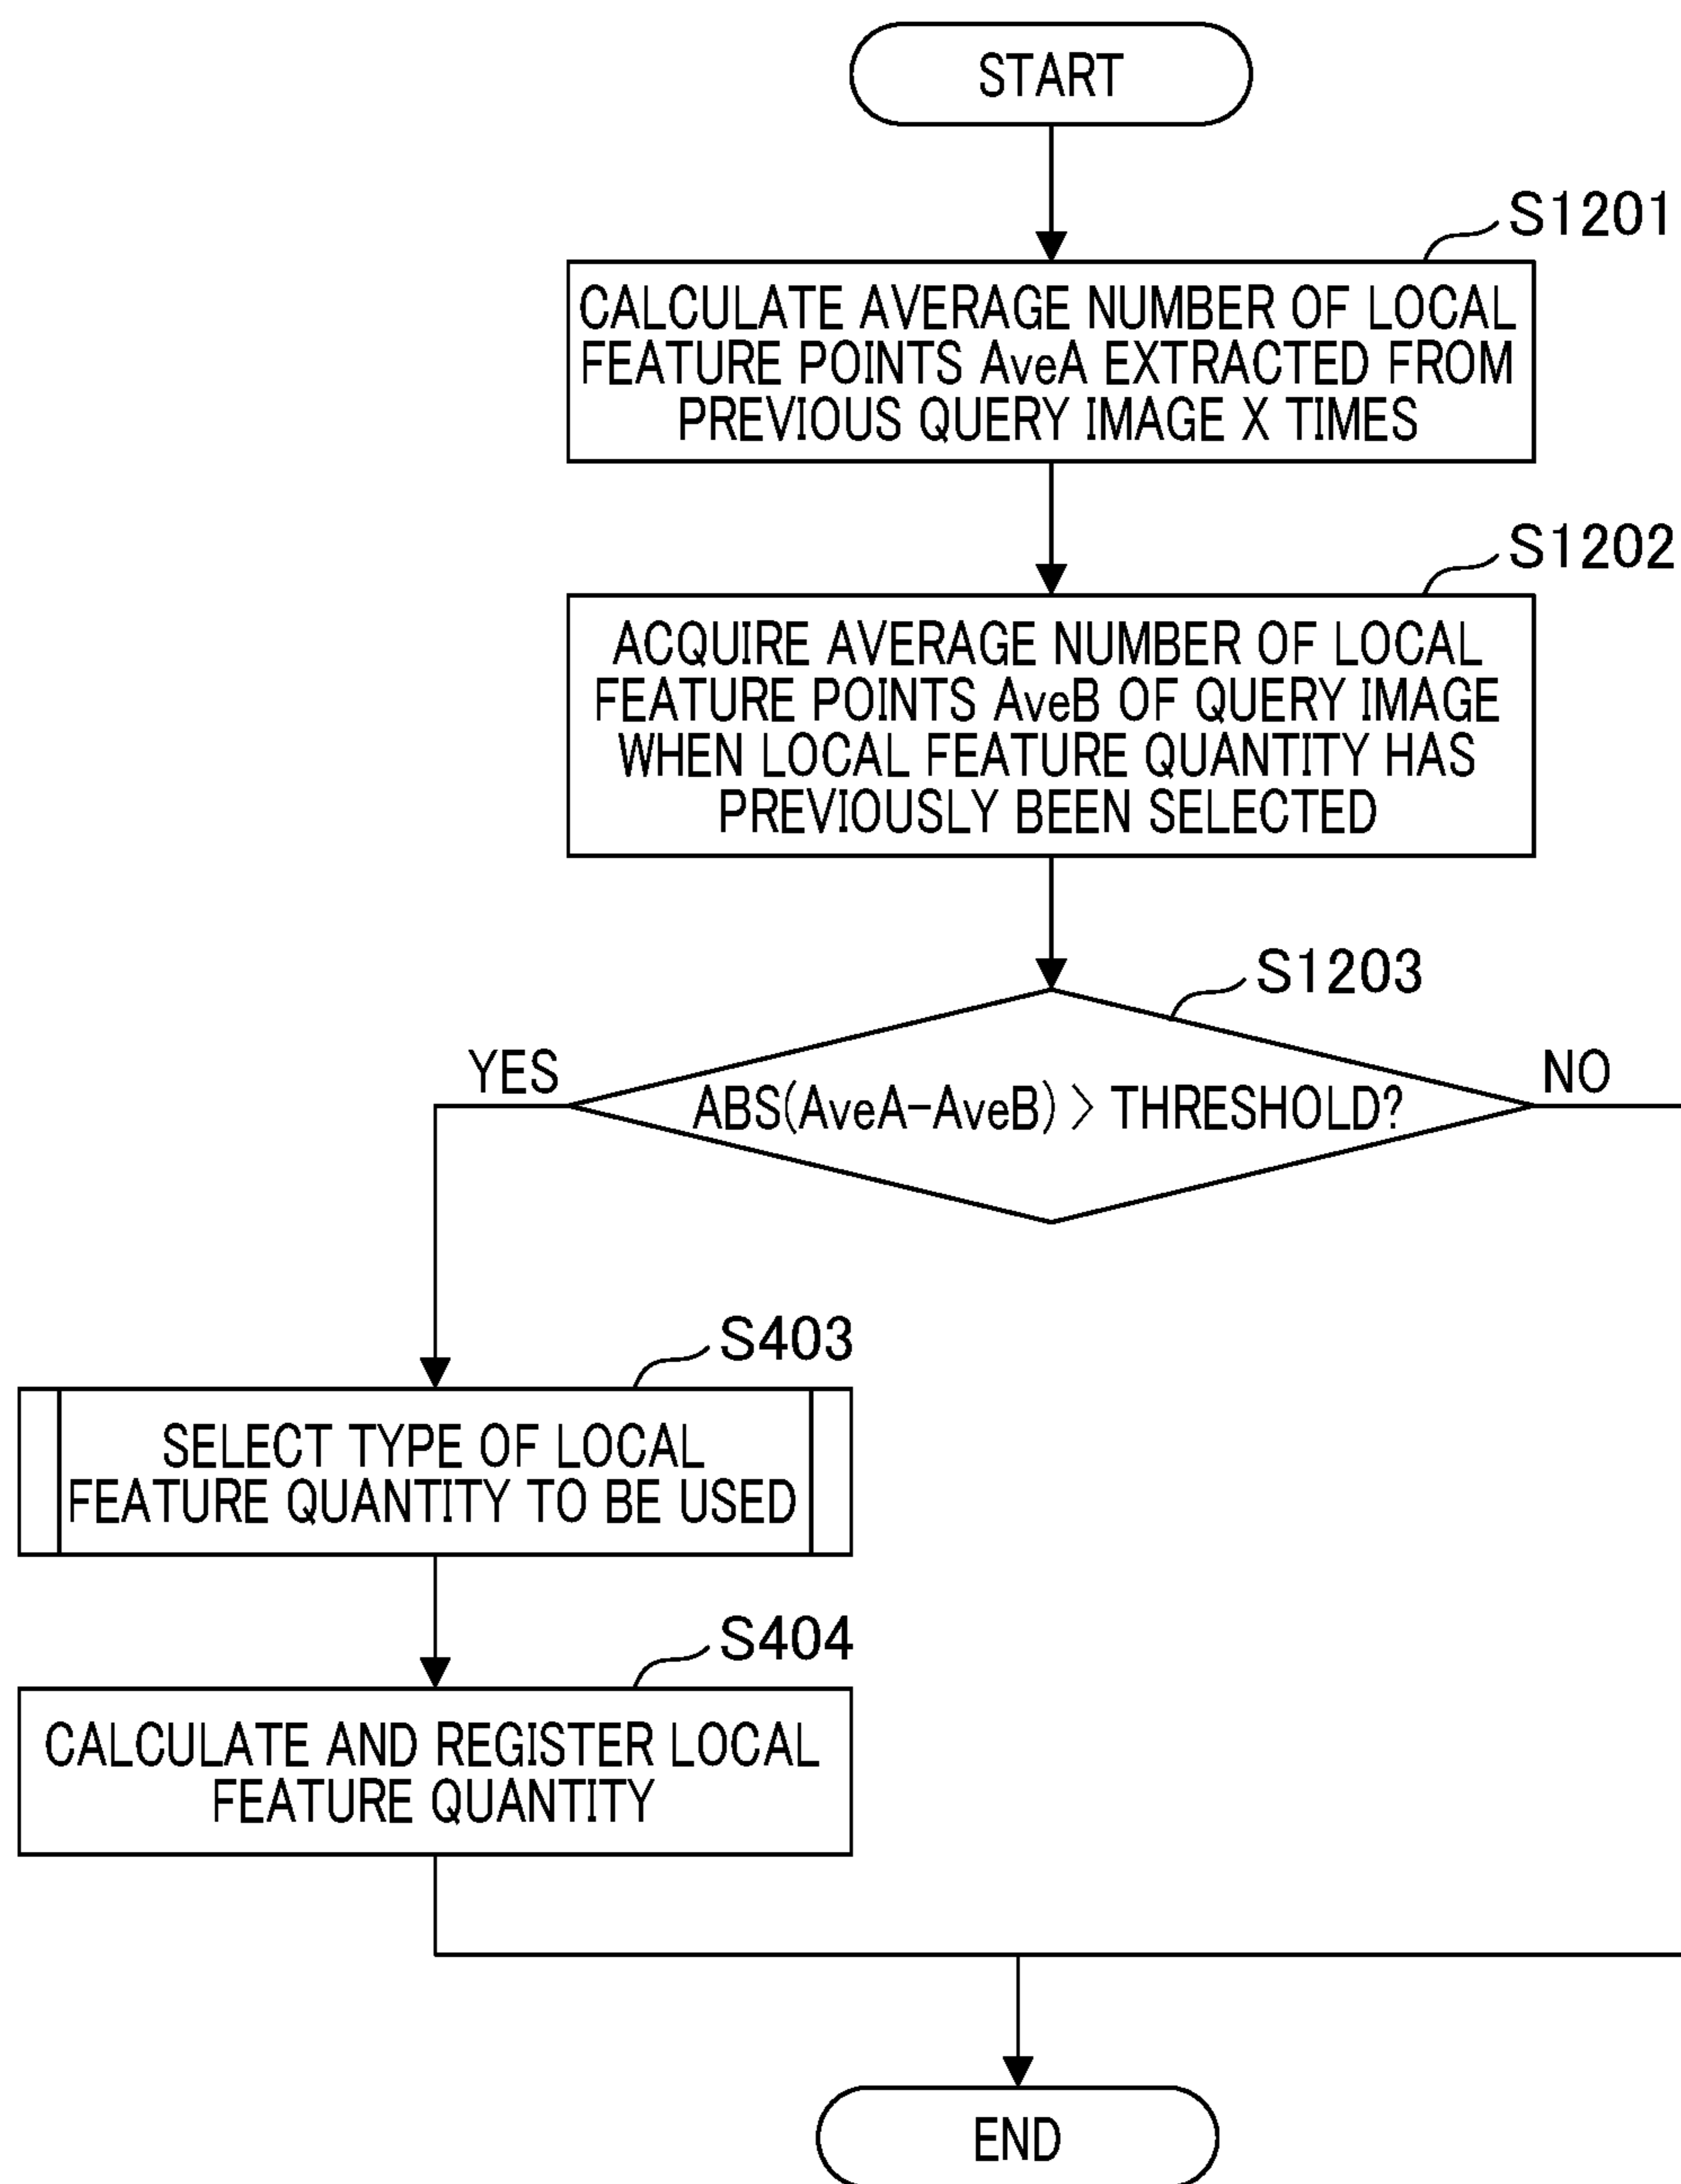 START
S1201
CALCULATE AVERAGE NUMBER OF LOCAL
FEATURE POINTS AveA EXTRACTED FROM
PREVIOUS QUERY IMAGE X TIMES
S1202
ACQUIRE AVERAGE NUMBER OF LOCAL
FEATURE POINTS AveB OF QUERY IMAGE
WHEN LOCAL FEATURE QUANTITY HAS
PREVIOUSLY BEEN SELECTED
S1203
YES
ABS(AveA-AveB) > THRESHOLD?
NO
S403
SELECT TYPE OF LOCAL
FEATURE QUANTITY TO BE USED
S404
CALCULATE AND REGISTER LOCAL
FEATURE QUANTITY
END